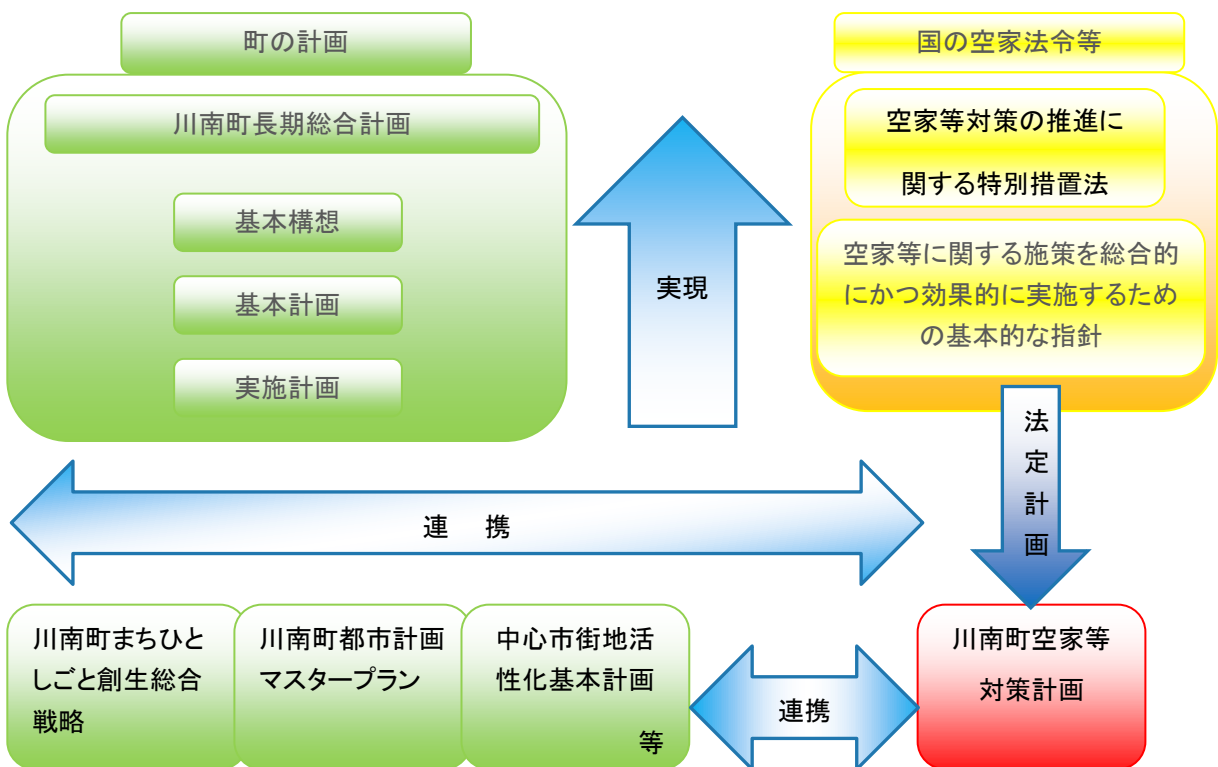 町の計画
川南町長期総合計画
基本構想
基本計画
実施計画
実現
国の空家法令等
空家等対策の推進に
関する特別措置法
空家等に関する施策を総合的
にかつ効果的に実施するため
の基本的な指針
法定計画
連携
川南町まちひと
しごと創生総合
戦略
川南町都市計画
マスタープラン
中心市街地活
性化基本計画
等
連携
川南町空家等
対策計画